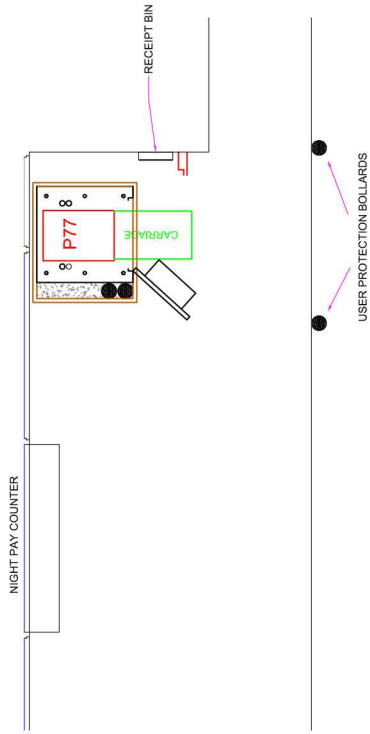 RECEIPT BIN
P77
CARRIAGE
USER PROTECTION BOLLARDS
NIGHT PAY COUNTER